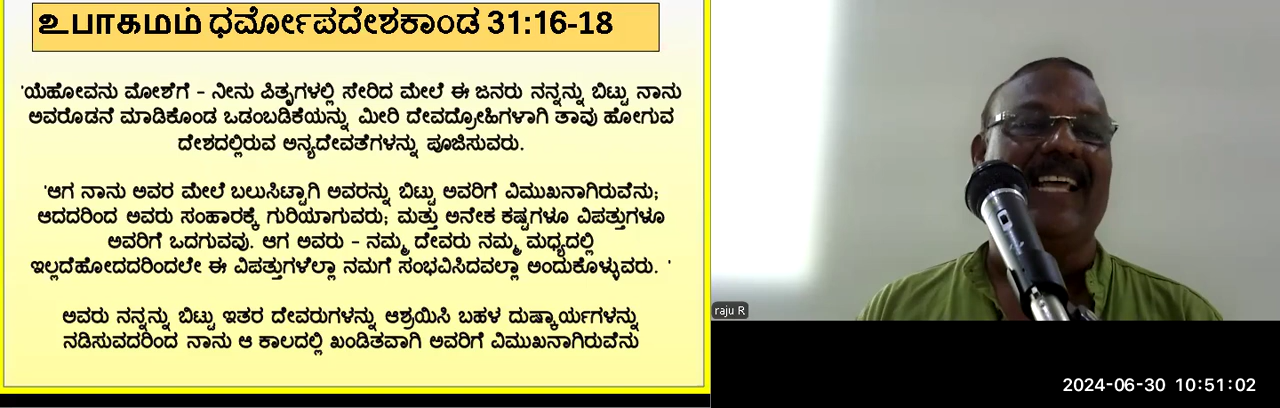 உபாகமம் ಧರ್ಮೋಪದೇಶಕಾಂಡ 31:16-18
'ಯೆಹೋವನು ಮೋಶೆಗೆ - ನೀನು ಪಿತೃಗಳಲ್ಲಿ ಸೇರಿದ ಮೇಲೆ ಈ ಜನರು ನನ್ನನ್ನು ಬಿಟ್ಟು ನಾನು
ಅವರೊಡನೆ ಮಾಡಿಕೊಂಡ ಒಡಂಬಡಿಕೆಯನ್ನು ಮೀರಿ ದೇವದ್ರೋಹಿಗಳಾಗಿ ತಾವು ಹೋಗುವ
ದೇಶದಲ್ಲಿರುವ ಅನ್ಯದೇವತೆಗಳನ್ನು ಪೂಜಿಸುವರು.
'ಆಗ ನಾನು ಅವರ ಮೇಲೆ ಬಲುಸಿಟ್ಟಾಗಿ ಅವರನ್ನು ಬಿಟ್ಟು ಅವರಿಗೆ ವಿಮುಖನಾಗಿರುವೆನು;
ಆದದರಿಂದ ಅವರು ಸಂಹಾರಕ್ಕೆ ಗುರಿಯಾಗುವರು; ಮತ್ತು ಅನೇಕ ಕಷ್ಟಗಳೂ ವಿಪತ್ತುಗಳೂ
ಅವರಿಗೆ ಒದಗುವವು. ಆಗ ಅವರು - ನಮ್ಮ ದೇವರು ನಮ್ಮ ಮಧ್ಯದಲ್ಲಿ
ಇಲ್ಲದೆಹೋದದರಿಂದಲೇ ಈ ವಿಪತ್ತುಗಳೆಲ್ಲಾ ನಮಗೆ ಸಂಭವಿಸಿದವಲ್ಲಾ ಅಂದುಕೊಳ್ಳುವರು. '
ಅವರು ನನ್ನನ್ನು ಬಿಟ್ಟು ಇತರ ದೇವರುಗಳನ್ನು ಆಶ್ರಯಿಸಿ ಬಹಳ ದುಷ್ಕಾರ್ಯಗಳನ್ನು
ನಡಿಸುವದರಿಂದ ನಾನು ಆ ಕಾಲದಲ್ಲಿ ಖಂಡಿತವಾಗಿ ಅವರಿಗೆ ವಿಮುಖನಾಗಿರುವೆನು
raju R
2024-06-30 10:51:02